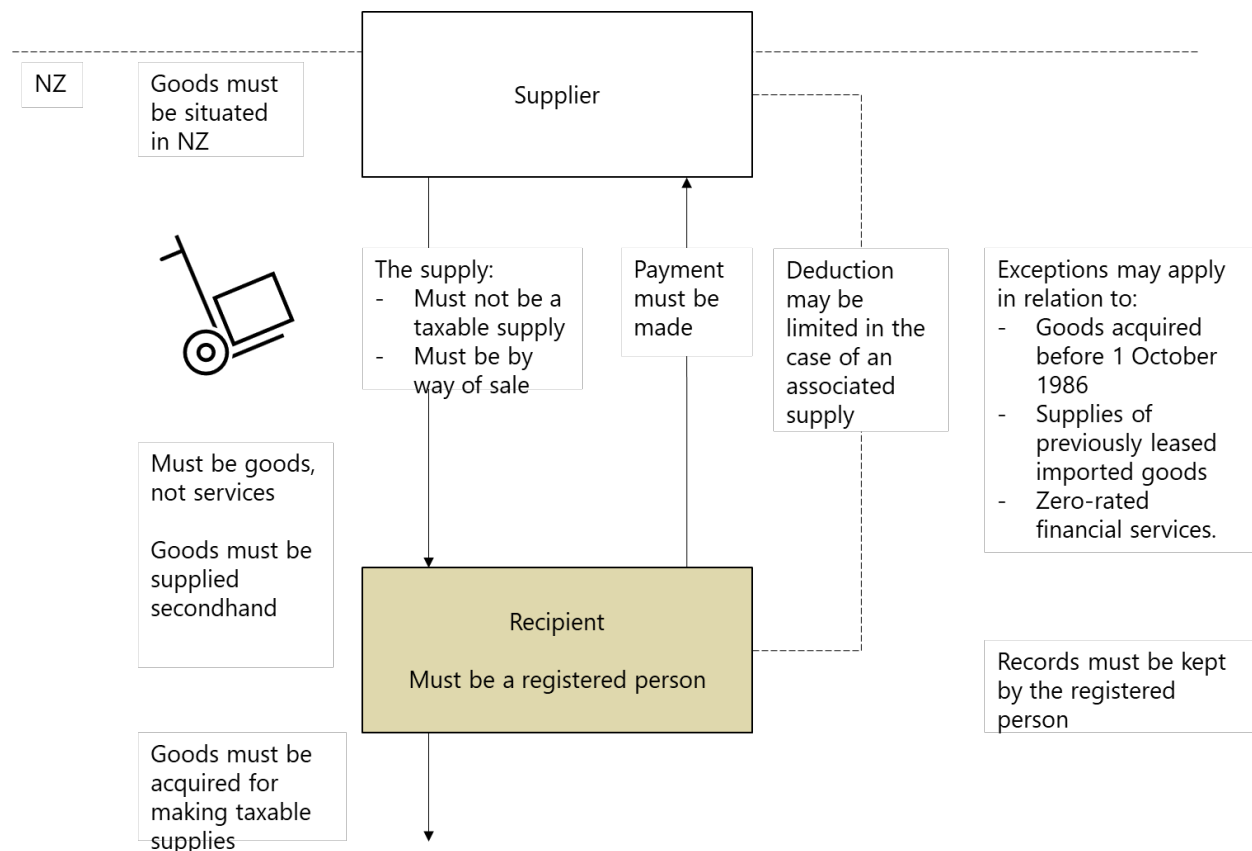 NZ
Goods must
be situated
in NZ
Supplier
The supply:
- Must not be a
taxable supply
- Must be by
way of sale
Payment
must be
made
Deduction
may be
limited in the
case of an
associated
supply
Exceptions may apply
in relation to:
- Goods acquired
before 1 October
1986
- Supplies of
previously leased
imported goods
- Zero-rated
financial services.
Must be goods,
not services
Goods must be
supplied
secondhand
Recipient
Must be a registered person
Records must be kept
by the registered
person
Goods must be
acquired for
making taxable
supplies